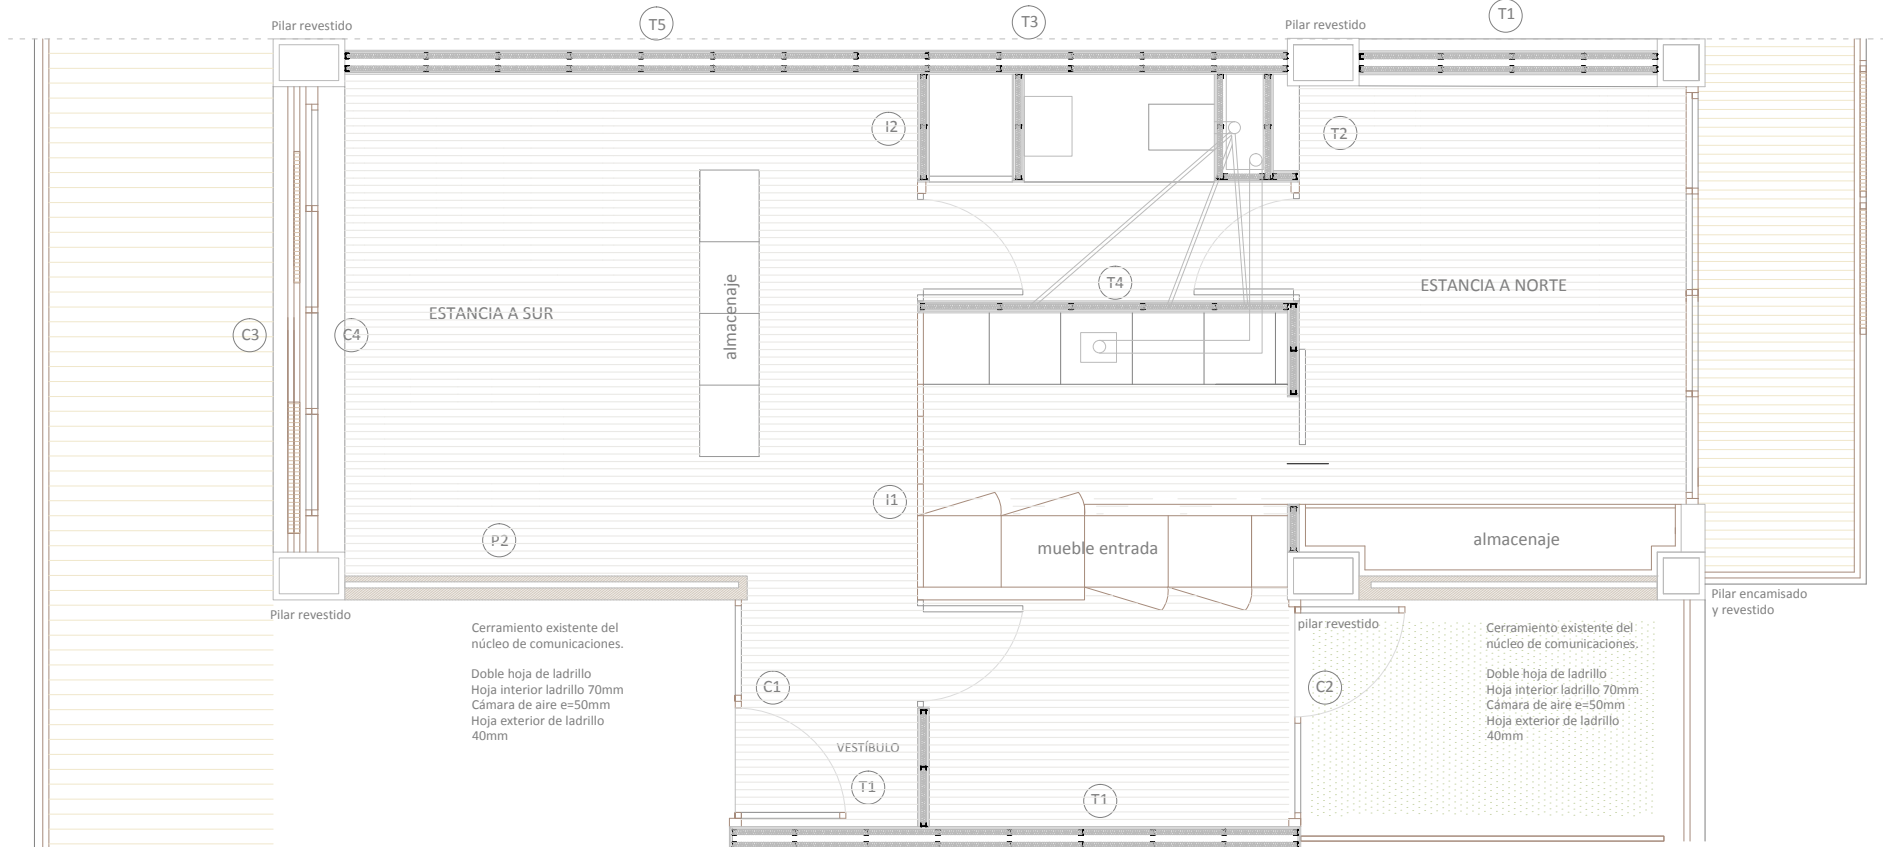 T5
T3
T1
Pilar revestido
Pilar revestido
I2
T2
T4
ESTANCIA A SUR
almacenaje
ESTANCIA A NORTE
C3
C4
I1
P2
mueble entrada
almacenaje
Pilar revestido
pilar revestido
Pilar encamisado
y revestido
Cerramiento existente del
núcleo de comunicaciones.
Doble hoja de ladrillo
Hoja interior ladrillo 70mm
Cámara de aire e=50mm
Hoja exterior de ladrillo
40mm
Cerramiento existente del
núcleo de comunicaciones.
Doble hoja de ladrillo
Hoja interior ladrillo 70mm
Cámara de aire e=50mm
Hoja exterior de ladrillo
40mm
C1
C2
VESTÍBULO
T1
T1